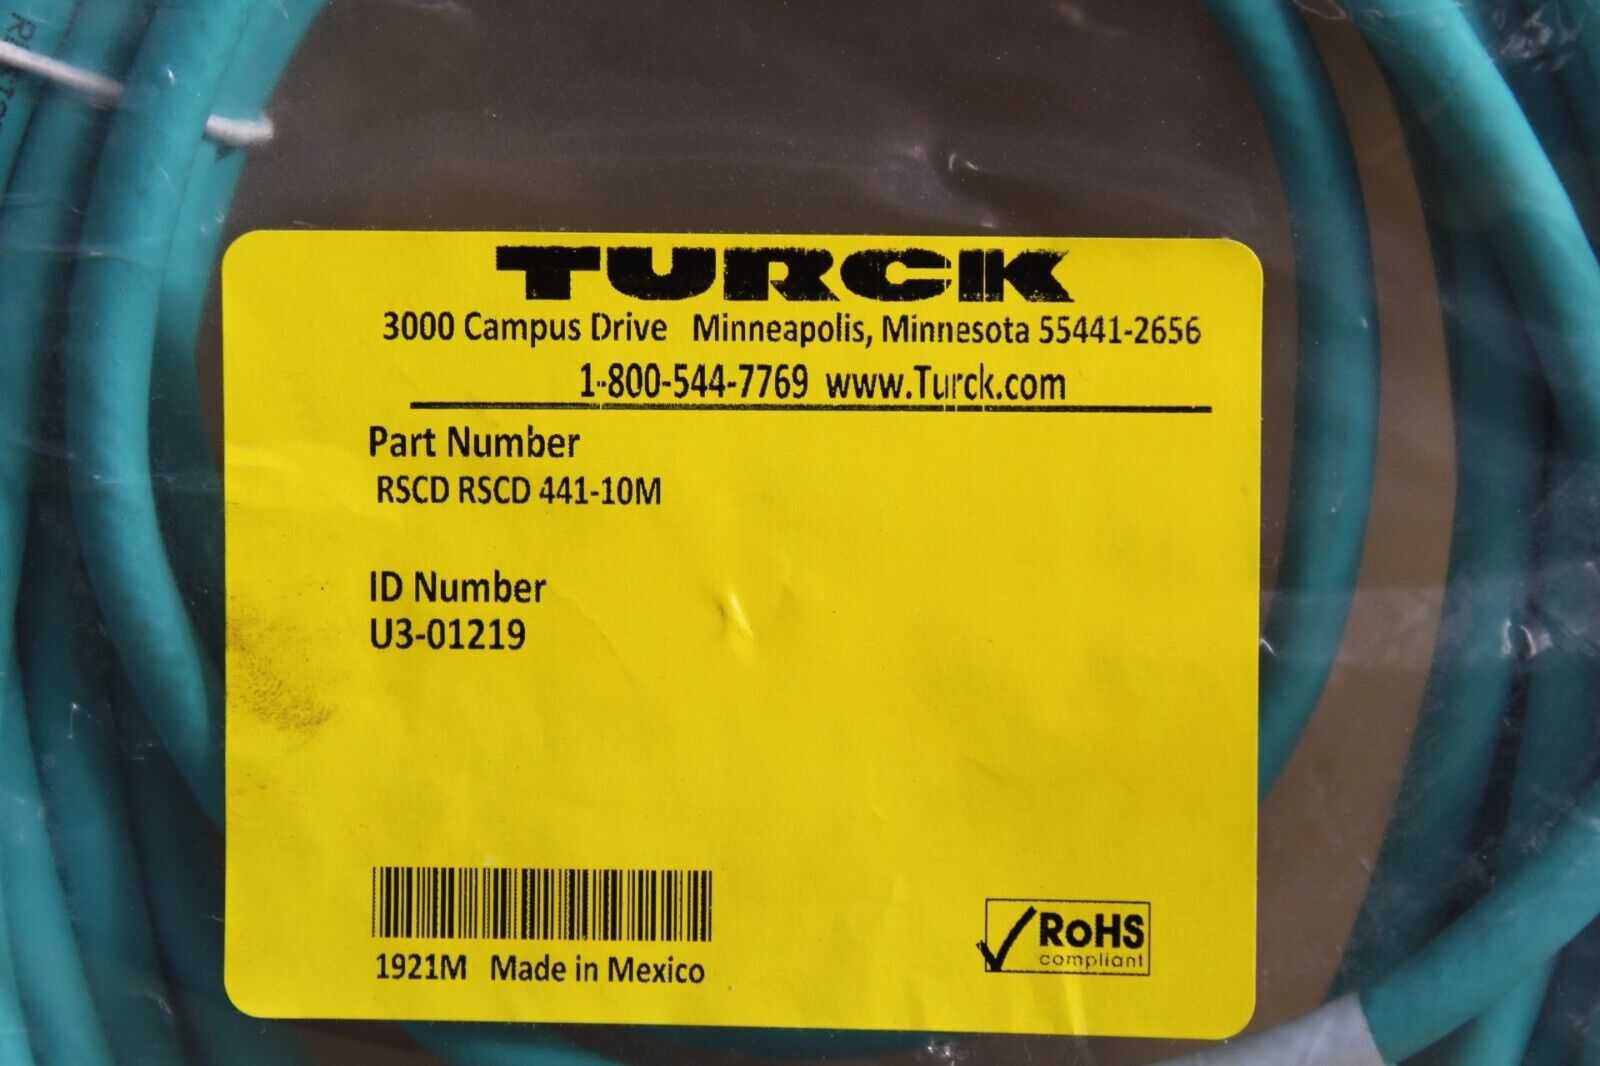 TURCK
3000 Campus Drive Minneapolis, Minnesota 55441-2656
1-800-544-7769 www.Turck.com
Part Number
RSCD RSCD 441-10M
ID Number
U3-01219
1921M Made in Mexico
RoHS
compliant